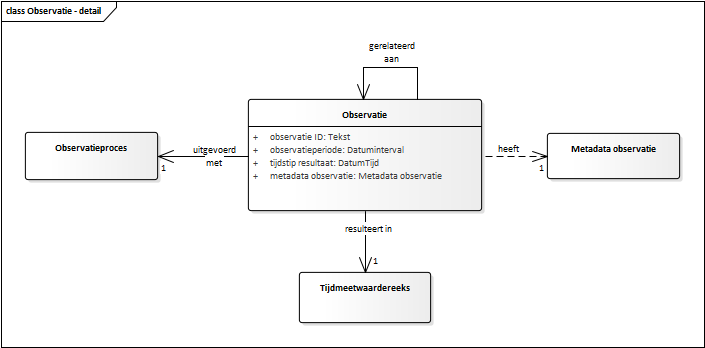 class Observatie - detail
gerelateerd
aan
Observatie
+ observatie ID: Tekst
+ observatieperiode: Datuminterval
+ tijdstip resultaat: DatumTijd
+ metadata observatie: Metadata observatie
Observatieproces
uitgevoerd
met
1
heeft
1
Metadata observatie
resulteert in
1
Tijdmeetwaardereeks